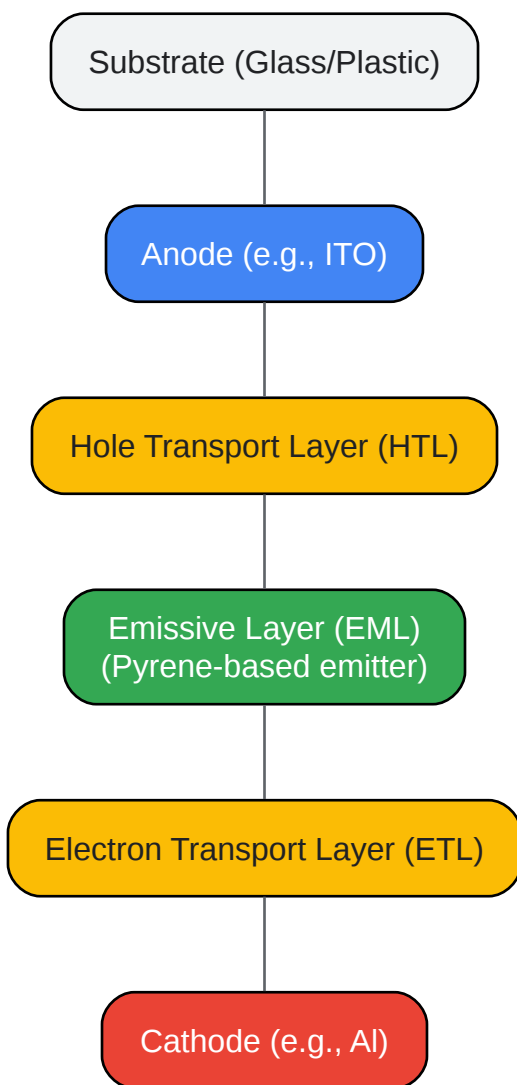 Substrate (Glass/Plastic)
Anode (e.g., ITO)
Hole Transport Layer (HTL)
Emissive Layer (EML)
(Pyrene-based emitter)
Electron Transport Layer (ETL)
Cathode (e.g., Al)